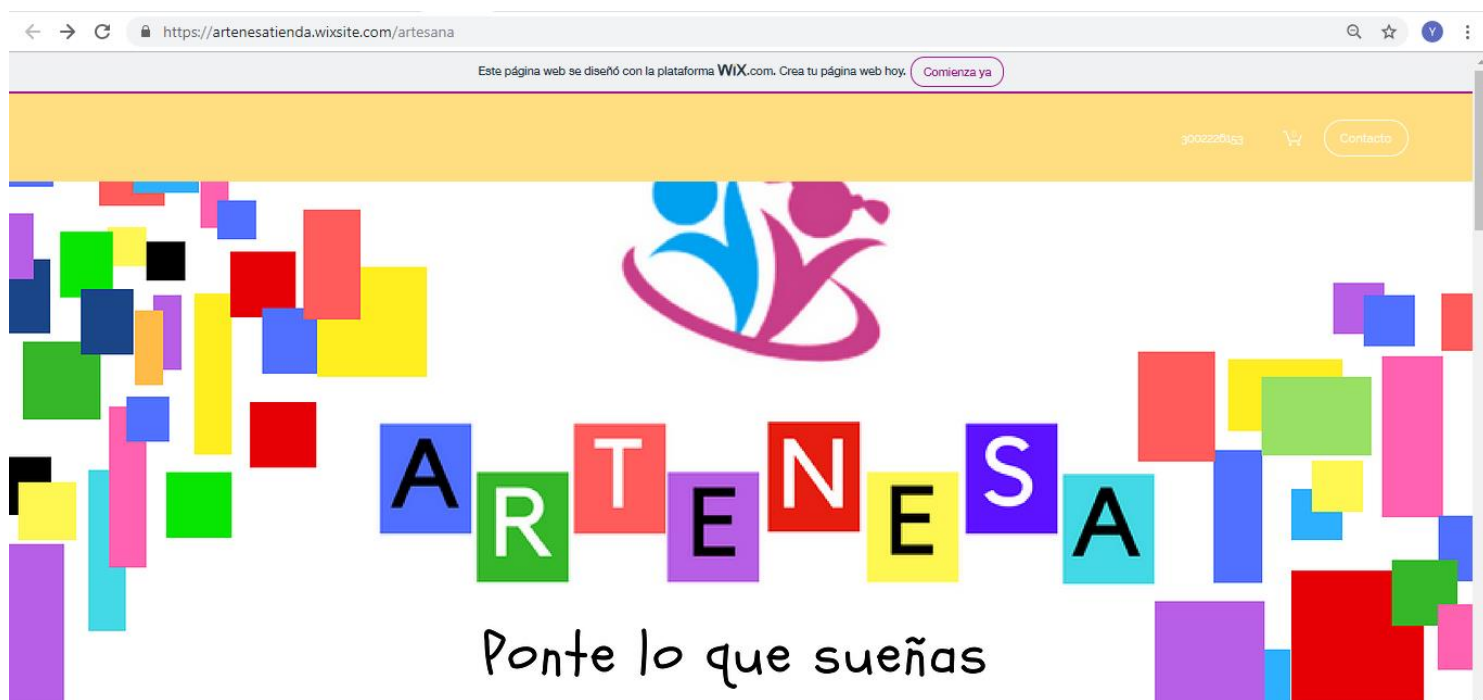 https://artenesatienda.wixsite.com/artesana
Y
Este página web se diseñó con la plataforma WiX.com. Crea tu página web hoy. Comienza ya
3002226153 Contacto
ARTENESA
Ponte lo que sueñas